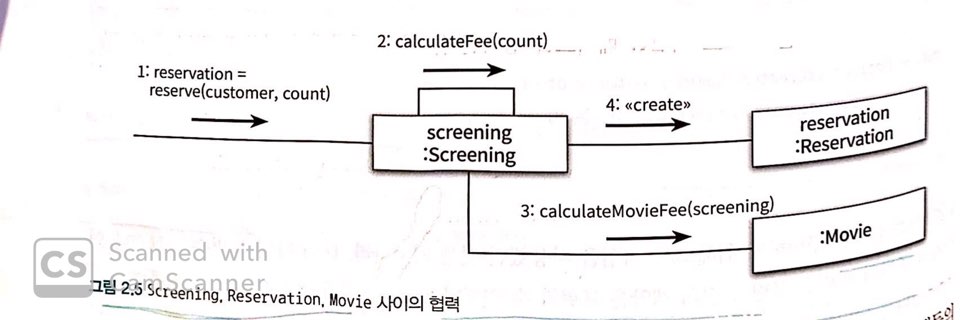 2: calculateFee(count)
1: reservation =
reserve(customer, count)
4: «create»
screening
:Screening
reservation
:Reservation
3: calculateMovieFee(screening)
:Movie
CS
Scanned with
CamScanner
그림 2.5 Screening, Reservation, Movie 사이의 협력